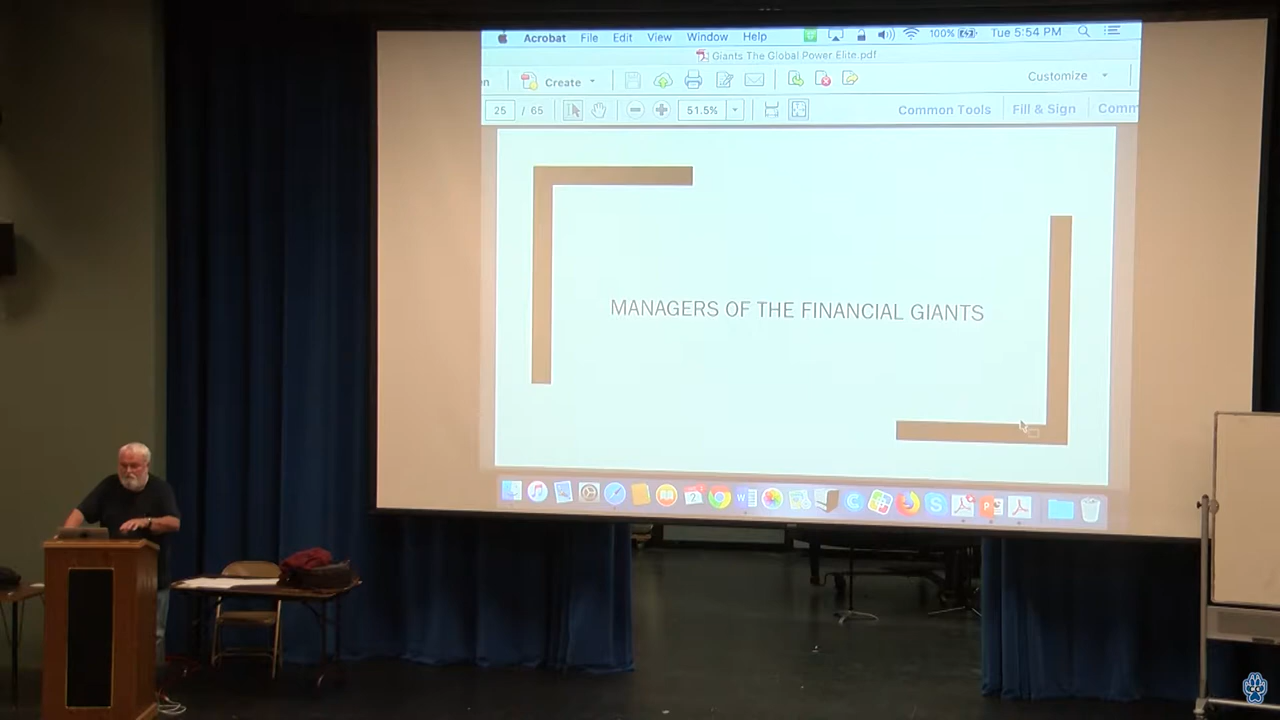 Acrobat File Edit View Window Help 100% Tue 5:54 PM
Giants The Global Power Elite.pdf
Create Customize
25 / 65 51.5% Common Tools Fill & Sign Comm
MANAGERS OF THE FINANCIAL GIANTS